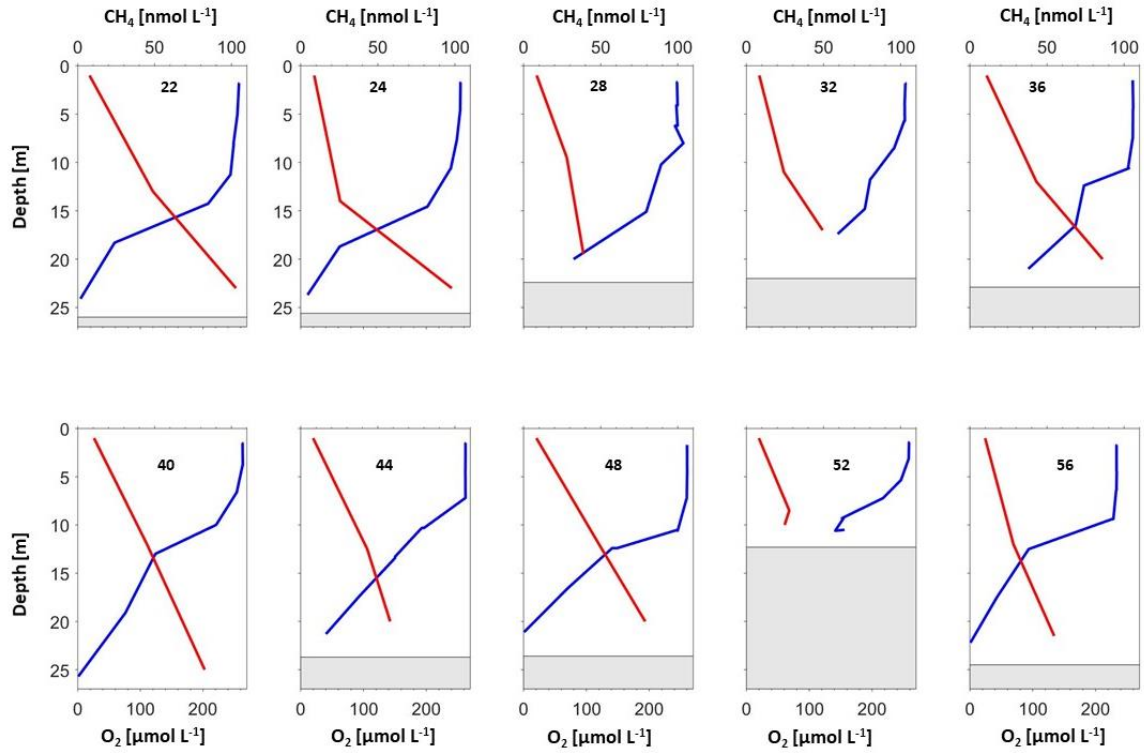 CH₄ [nmol L⁻¹] CH₄ [nmol L⁻¹] CH₄ [nmol L⁻¹] CH₄ [nmol L⁻¹] CH₄ [nmol L⁻¹]
0 50 100 0 50 100 0 50 100 0 50 100 0 50 100
0
5
10
15
20
25
Depth [m]
22 24 28 32 36
0
5
10
15
20
25
Depth [m]
40 44 48 52 56
0 100 200 0 100 200 0 100 200 0 100 200 0 100 200
O₂ [µmol L⁻¹] O₂ [µmol L⁻¹] O₂ [µmol L⁻¹] O₂ [µmol L⁻¹] O₂ [µmol L⁻¹]